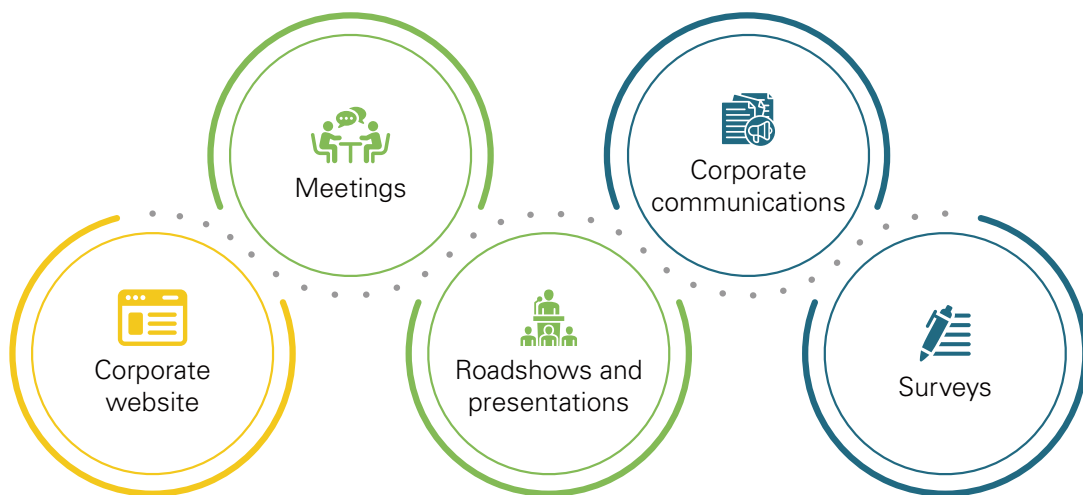 Meetings
Corporate
communications
Corporate
website
Roadshows and
presentations
Surveys